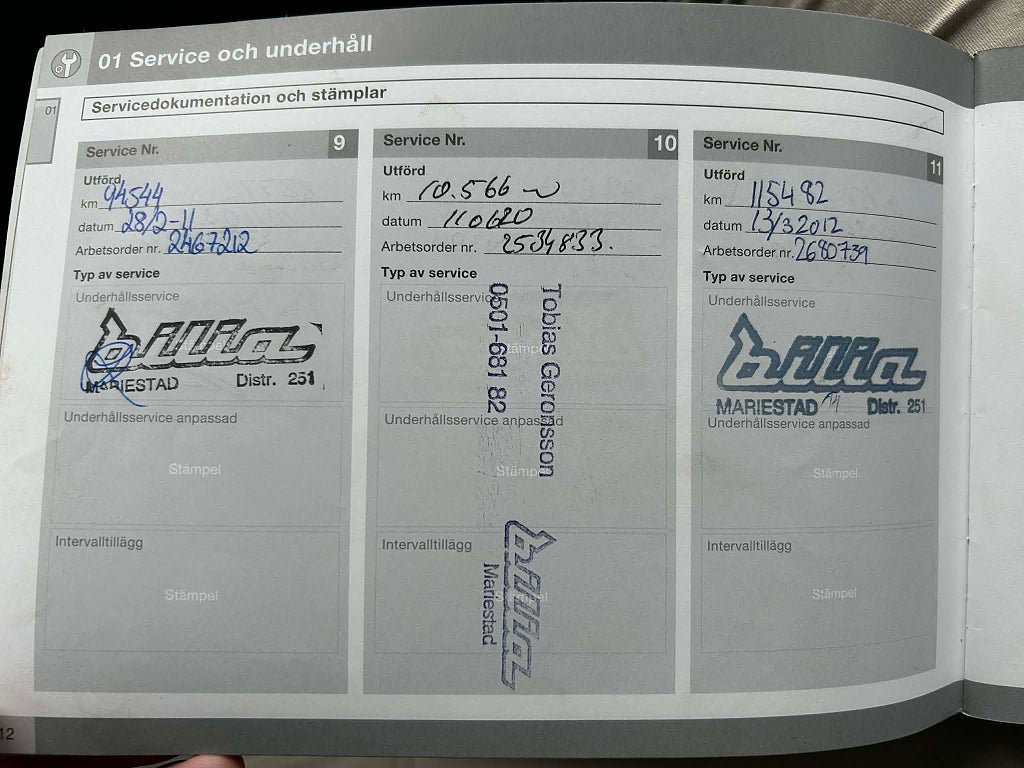 01 Service och underhåll
01
Servicedokumentation och stämplar
Service Nr. 9
Utförd
km 94544
datum 28/2-11
Arbetsorder nr. 2467212
Typ av service
Underhållsservice
bilia
MARIESTAD Distr. 251
Underhållsservice anpassad
Stämpel
Intervalltillägg
Stämpel
Service Nr. 10
Utförd
km 10.566
datum 110620
Arbetsorder nr. 2534833.
Typ av service
Underhållsservice
Stämpel
Underhållsservice anpassad
Stämpel
Intervalltillägg
Stämpel
Tobias
0501-681 82
bilia
Mariestad
Service Nr. 11
Utförd
km 115482
datum 13/3 2012
Arbetsorder nr. 2680739
Typ av service
Underhållsservice
bilia
MARIESTAD Distr. 251
Underhållsservice anpassad
Stämpel
Intervalltillägg
Stämpel
12